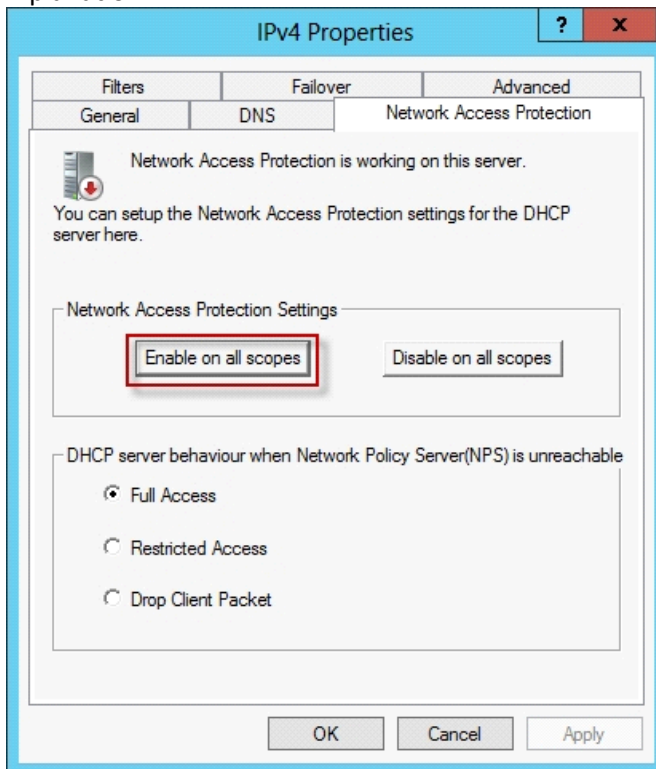 IPv4 Properties
? x
Filters Failover Advanced
General DNS Network Access Protection
Network Access Protection is working on this server.
You can setup the Network Access Protection settings for the DHCP
server here.
Network Access Protection Settings
Enable on all scopes Disable on all scopes
DHCP server behaviour when Network Policy Server(NPS) is unreachable
Full Access
Restricted Access
Drop Client Packet
OK Cancel Apply